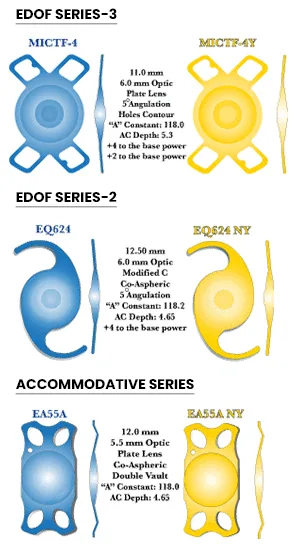 EDOF SERIES-3
MICTF-4
MICTF-4Y
11.0 mm
6.0 mm Optic
Plate Lens
5°Angulation
Holes Contour
“A” Constant: 118.0
AC Depth: 5.3
+4 to the base power
+2 to the base power
EDOF SERIES-2
EQ624
EQ624 NY
12.50 mm
6.0 mm Optic
Modified C
Co-Aspheric
5°Angulation
“A” Constant: 118.2
AC Depth: 4.65
+4 to the base power
ACCOMMODATIVE SERIES
EA55A
EA55A NY
12.0 mm
5.5 mm Optic
Plate Lens
Co-Aspheric
Double Vault
“A” Constant: 118.0
AC Depth: 4.65